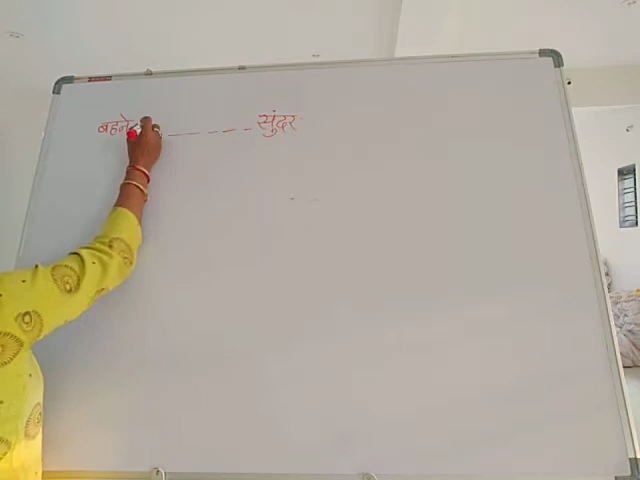 बहने _ _ _ _ _ सुंदर